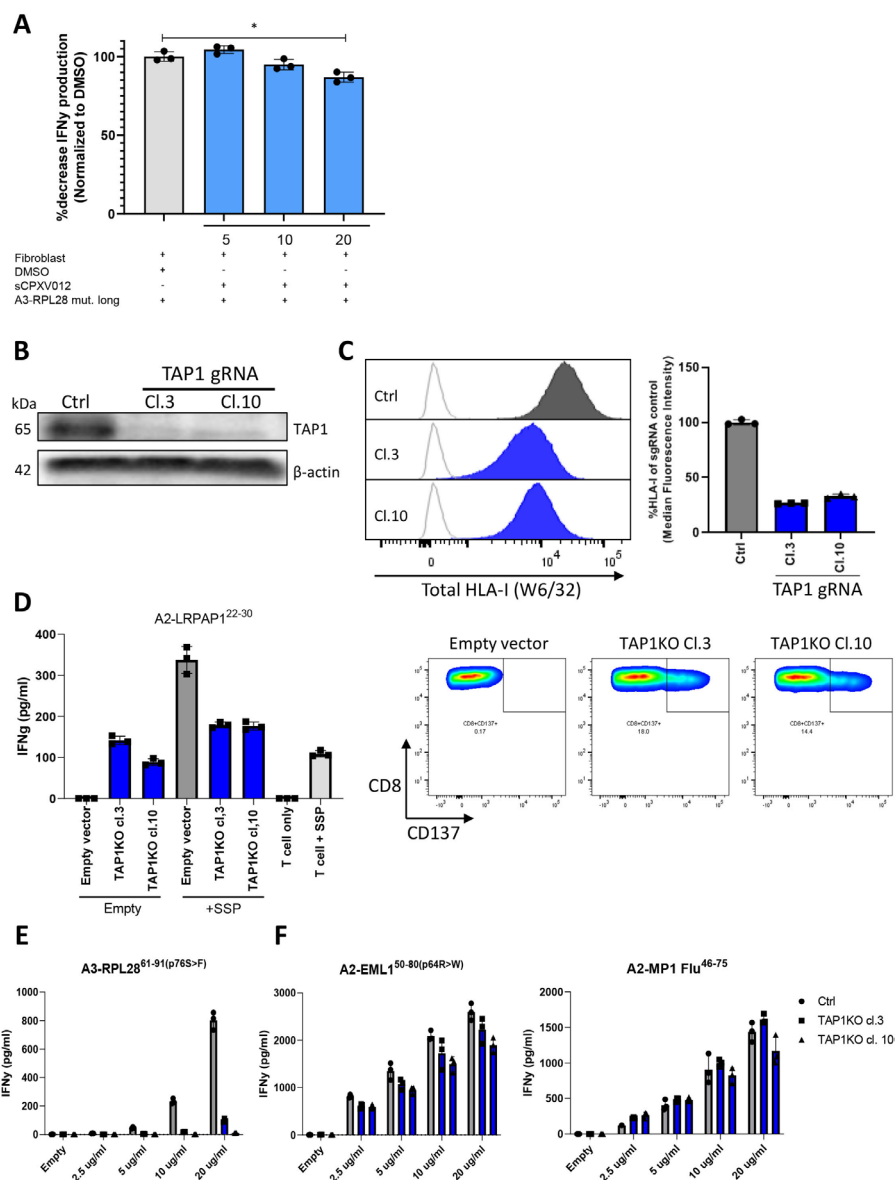 A
*
%decrease IFNy production
(Normalized to DMSO)
100
50
0
5 10 20
Fibroblast + + + +
DMSO + - - -
sCPXV012 - + + +
A3-RPL28 mut. long + + + +
B
TAP1 gRNA
kDa Ctrl Cl.3 Cl.10
65 TAP1
42 β-actin
C
Ctrl
Cl.3
Cl.10
0 10⁴ 10⁵
Total HLA-I (W6/32)
%HLA-I of sgRNA control
(Median Fluorescence Intensity)
150
100
50
0
Ctrl
Cl.3
Cl.10
TAP1 gRNA
D
A2-LRPAP1²²⁻³⁰
IFNg (pg/ml)
400
300
200
100
0
Empty vector
TAP1KO cl.3
TAP1KO cl.10
Empty vector
TAP1KO cl,3
TAP1KO cl,10
T cell only
T cell + SSP
Empty
+SSP
Empty vector TAP1KO Cl.3 TAP1KO Cl.10
CD8+CD137+
0.17
CD8+CD137+
18.0
CD8+CD137+
14.4
CD8
CD137
E
A3-RPL28⁶¹⁻⁹¹⁽ᵖ⁷⁶ˢ﹥ᶠ⁾
IFNy (pg/ml)
1000
800
600
400
200
0
Empty
2.5 ug/ml
5 ug/ml
10 ug/ml
20 ug/ml
F
A2-EML1⁵⁰⁻⁸⁰⁽ᵖ⁶⁴ᴿ﹥ᵂ⁾
IFNy (pg/ml)
3000
2000
1000
0
Empty
2.5 ug/ml
5 ug/ml
10 ug/ml
20 ug/ml
A2-MP1 Flu⁴⁶⁻⁷⁵
IFNy (pg/ml)
2000
1500
1000
500
0
Empty
2.5 ug/ml
5 ug/ml
10 ug/ml
20 ug/ml
Ctrl
TAP1KO cl.3
TAP1KO cl. 10